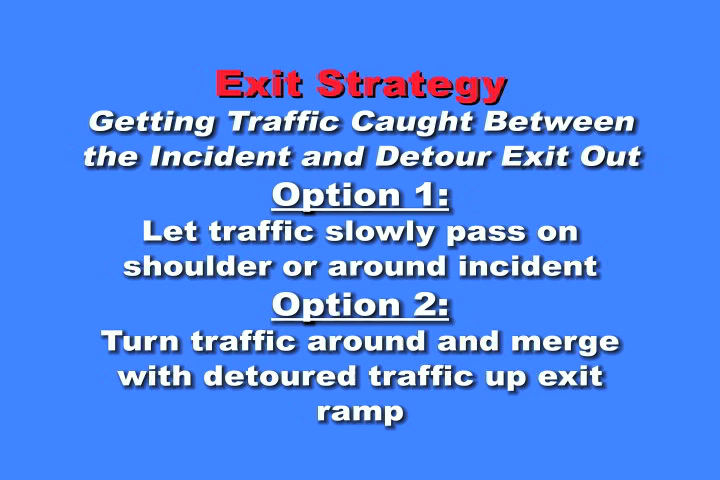 Exit Strategy
Getting Traffic Caught Between
the Incident and Detour Exit Out
Option 1:
Let traffic slowly pass on
shoulder or around incident
Option 2:
Turn traffic around and merge
with detoured traffic up exit
ramp